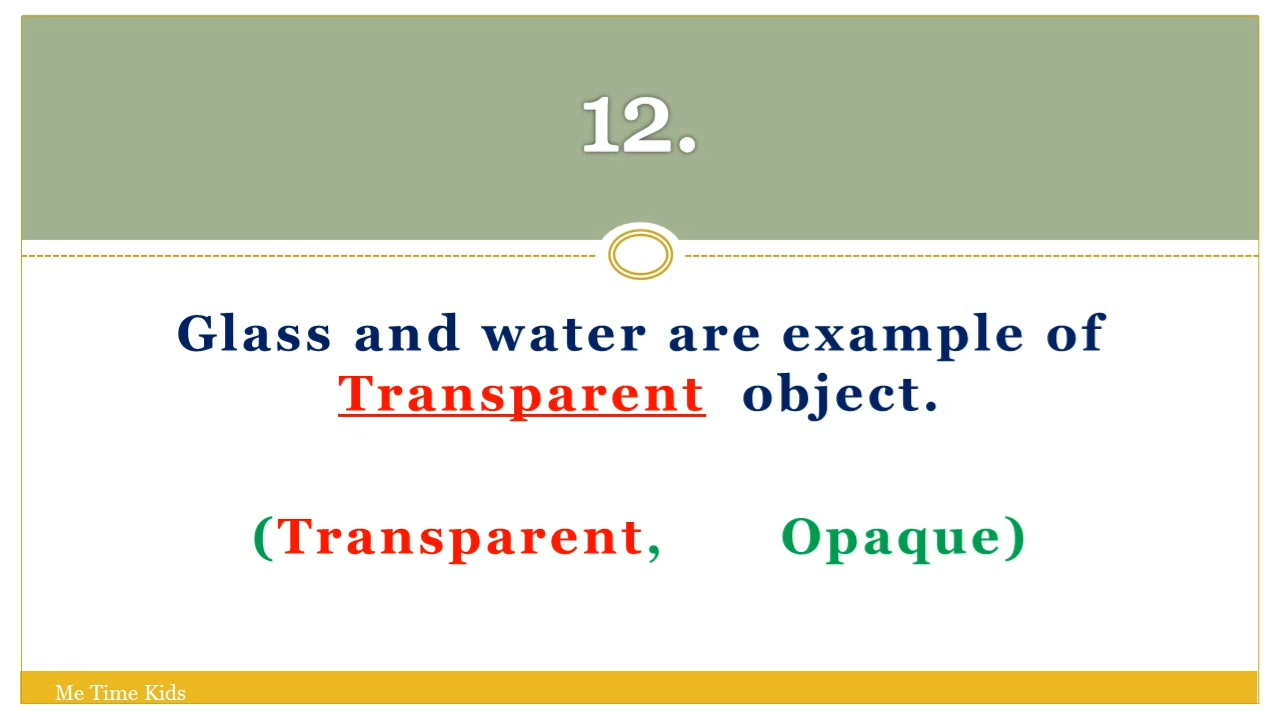 12.
Glass and water are example of
Transparent object.
(Transparent, Opaque)
Me Time Kids